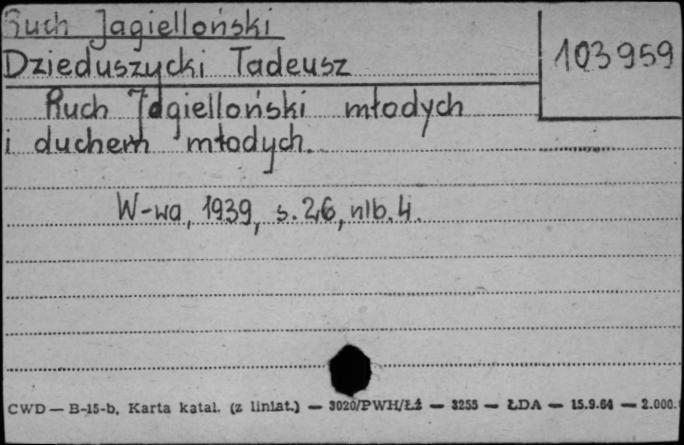 Ruch Jagielloński
Dzieduszycki Tadeusz
103959
Ruch Jagielloński młodych
i duchem młodych.
W-wa, 1939, s. 26, nlb. 4.
CWD — B-15-b. Karta katal. (z liniat.) — 3020/PWH/Łź — 3255 — ŁDA — 15.9.64 — 2.000.